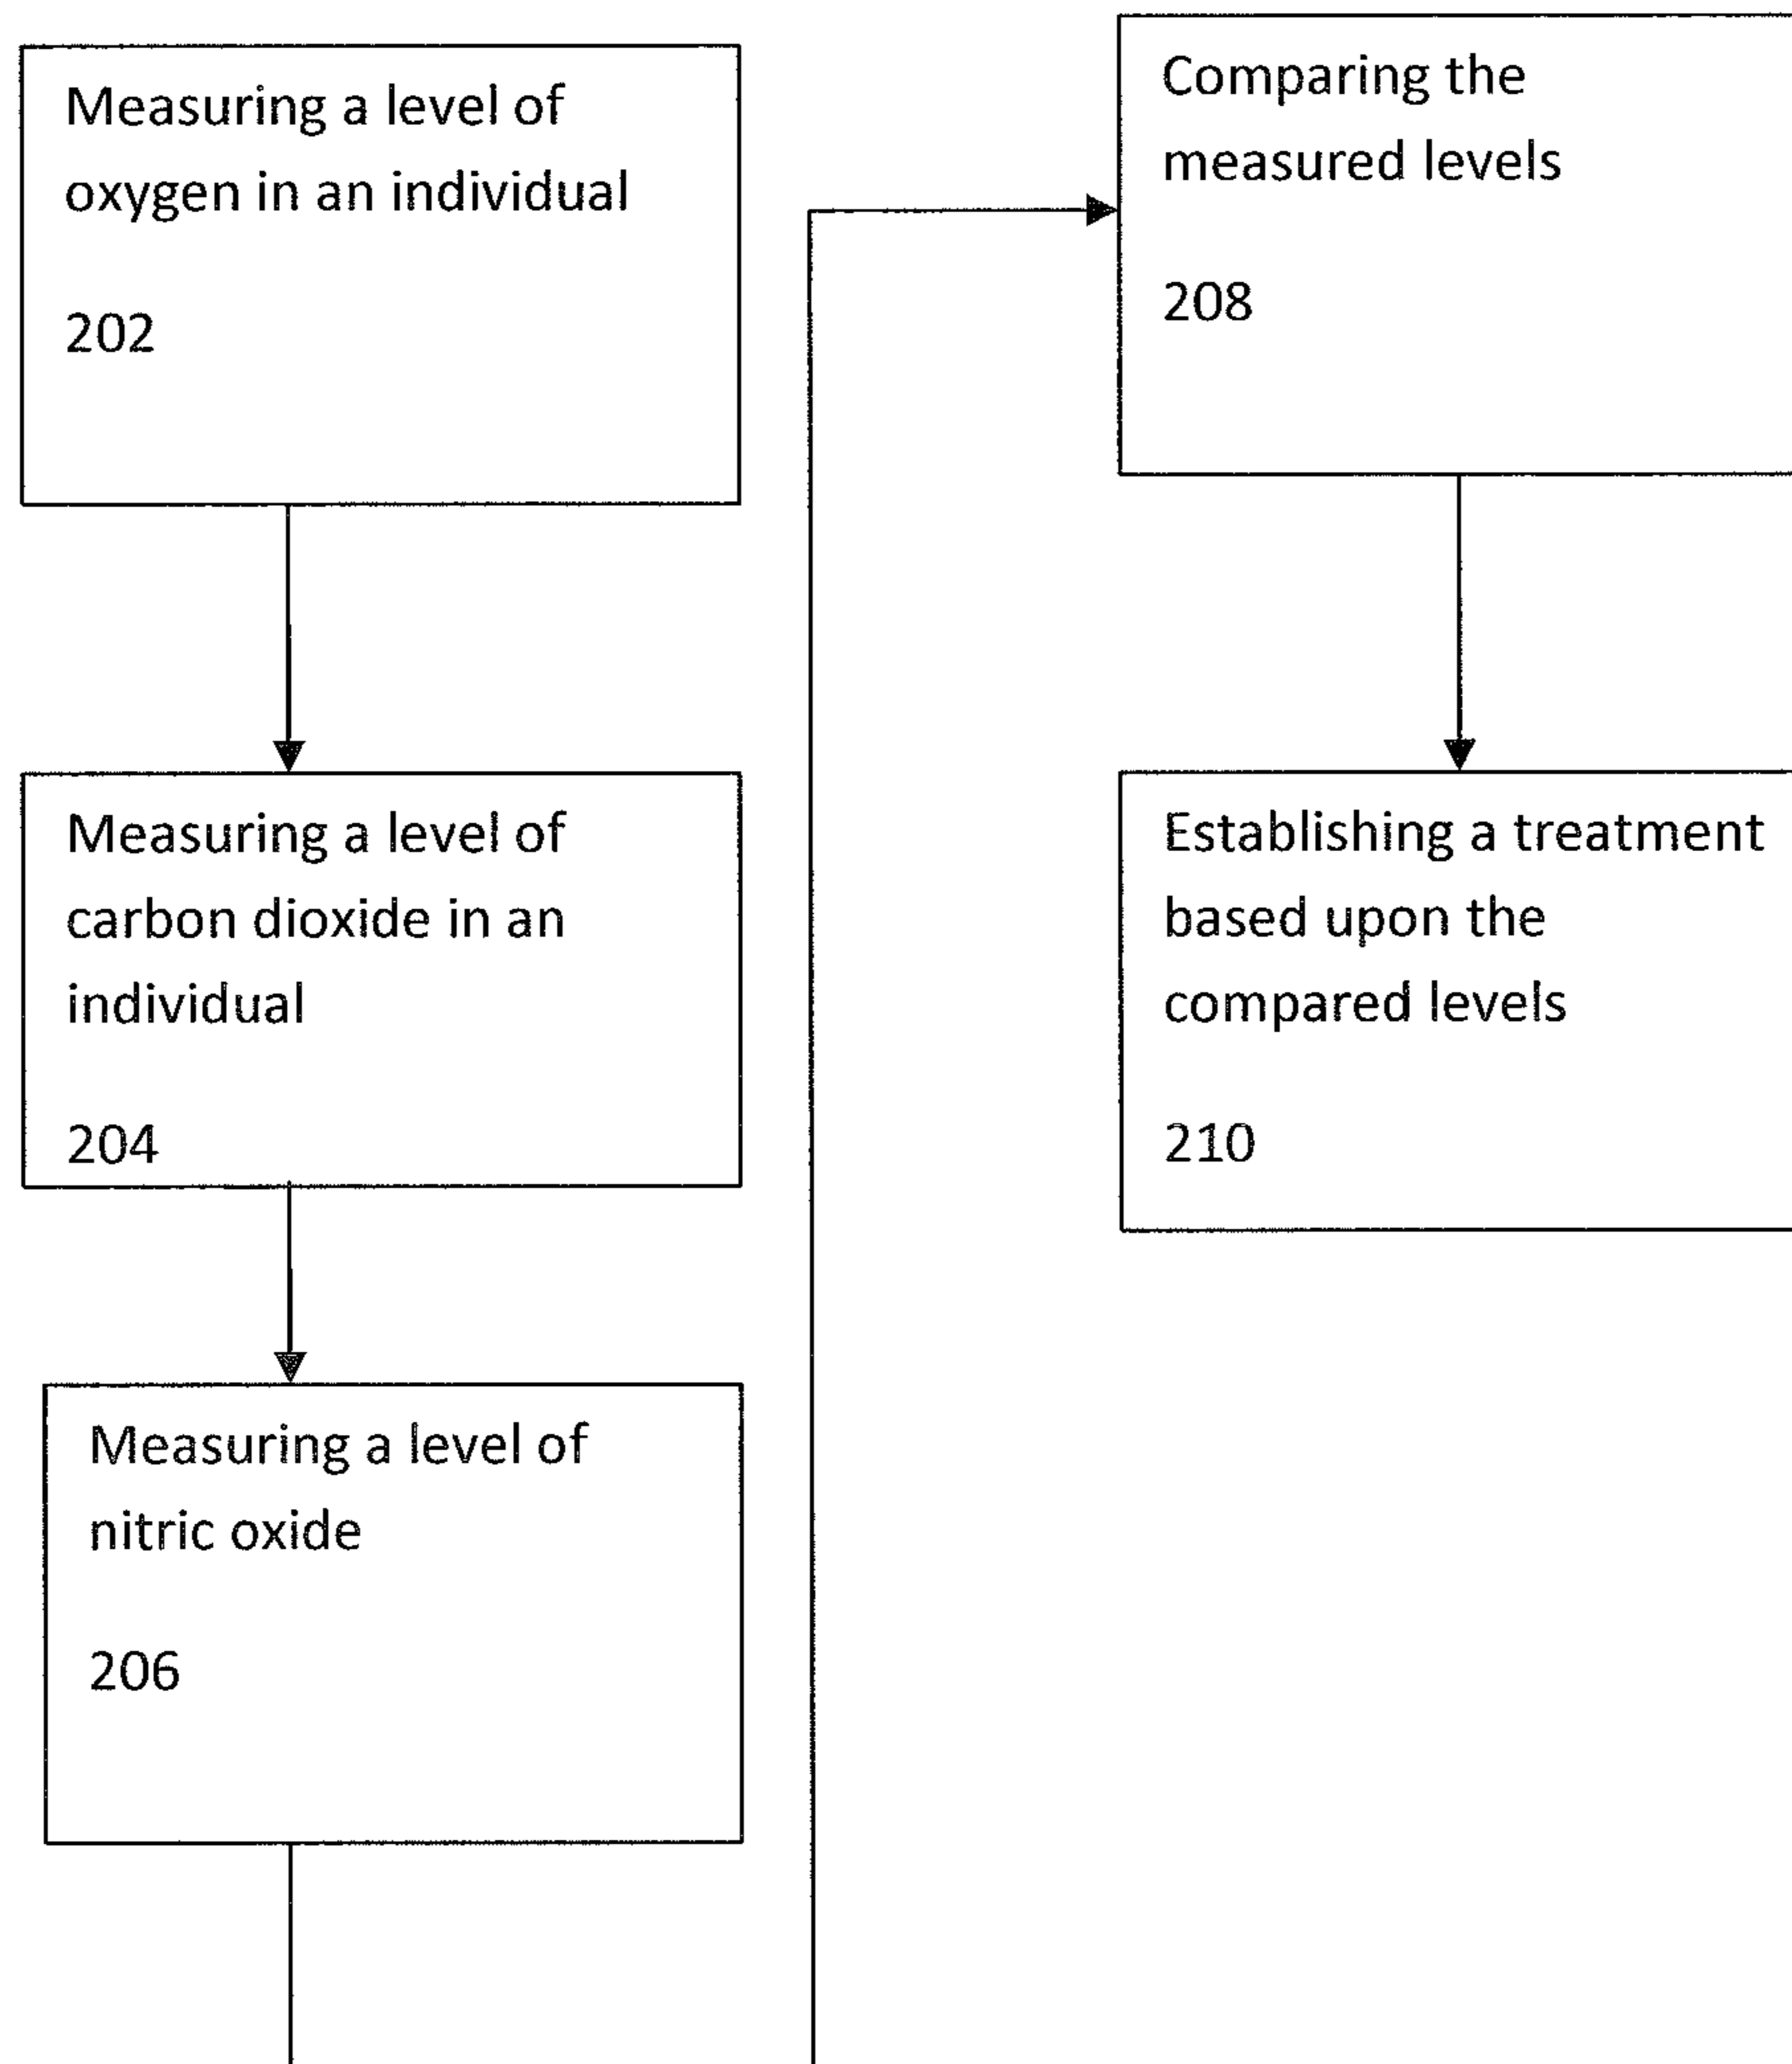 Measuring a level of
oxygen in an individual
202
Measuring a level of
carbon dioxide in an
individual
204
Measuring a level of
nitric oxide
206
Comparing the
measured levels
208
Establishing a treatment
based upon the
compared levels
210